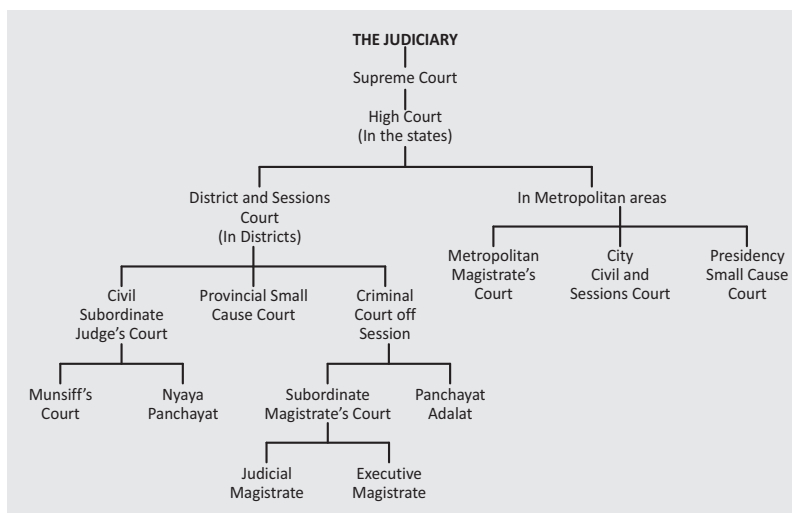 THE JUDICIARY
Supreme Court
High Court
(In the states)
District and Sessions
Court
(In Districts)
In Metropolitan areas
Metropolitan
Magistrate's
Court
City
Civil and
Sessions Court
Presidency
Small Cause
Court
Civil
Subordinate
Judge's Court
Provincial Small
Cause Court
Criminal
Court off
Session
Munsiff's
Court
Nyaya
Panchayat
Subordinate
Magistrate's Court
Panchayat
Adalat
Judicial
Magistrate
Executive
Magistrate